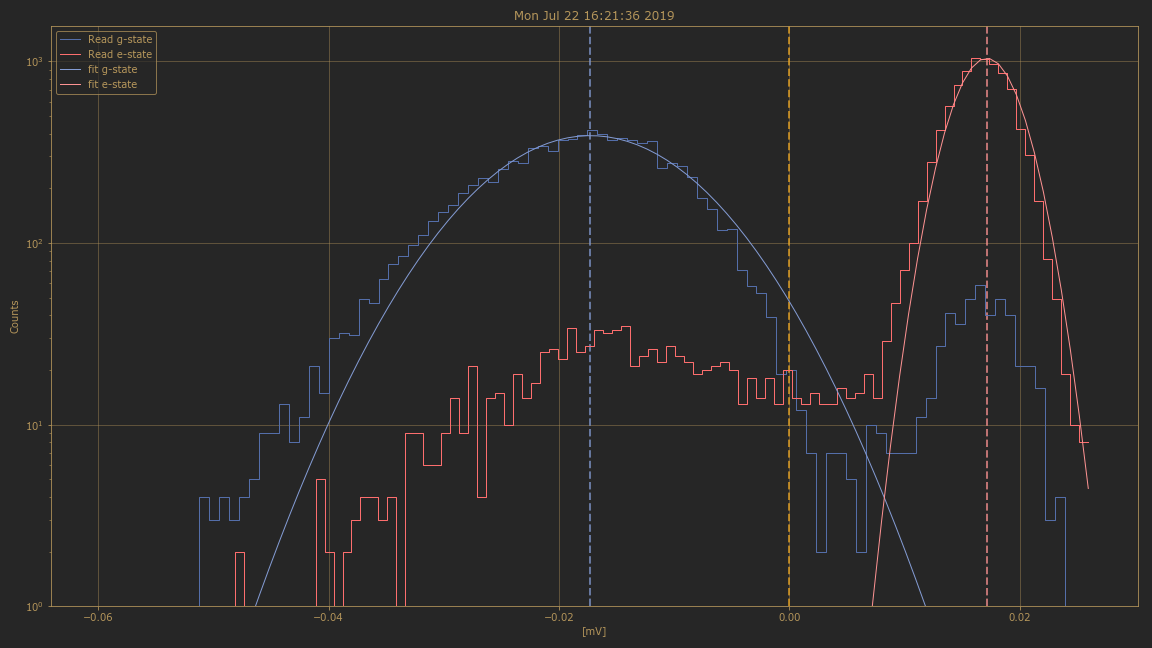 Mon Jul 22 16:21:36 2019
Read g-state
Read e-state
fit g-state
fit e-state
10³
10²
10¹
10⁰
Counts
−0.06
−0.04
−0.02
0.00
0.02
[mV]